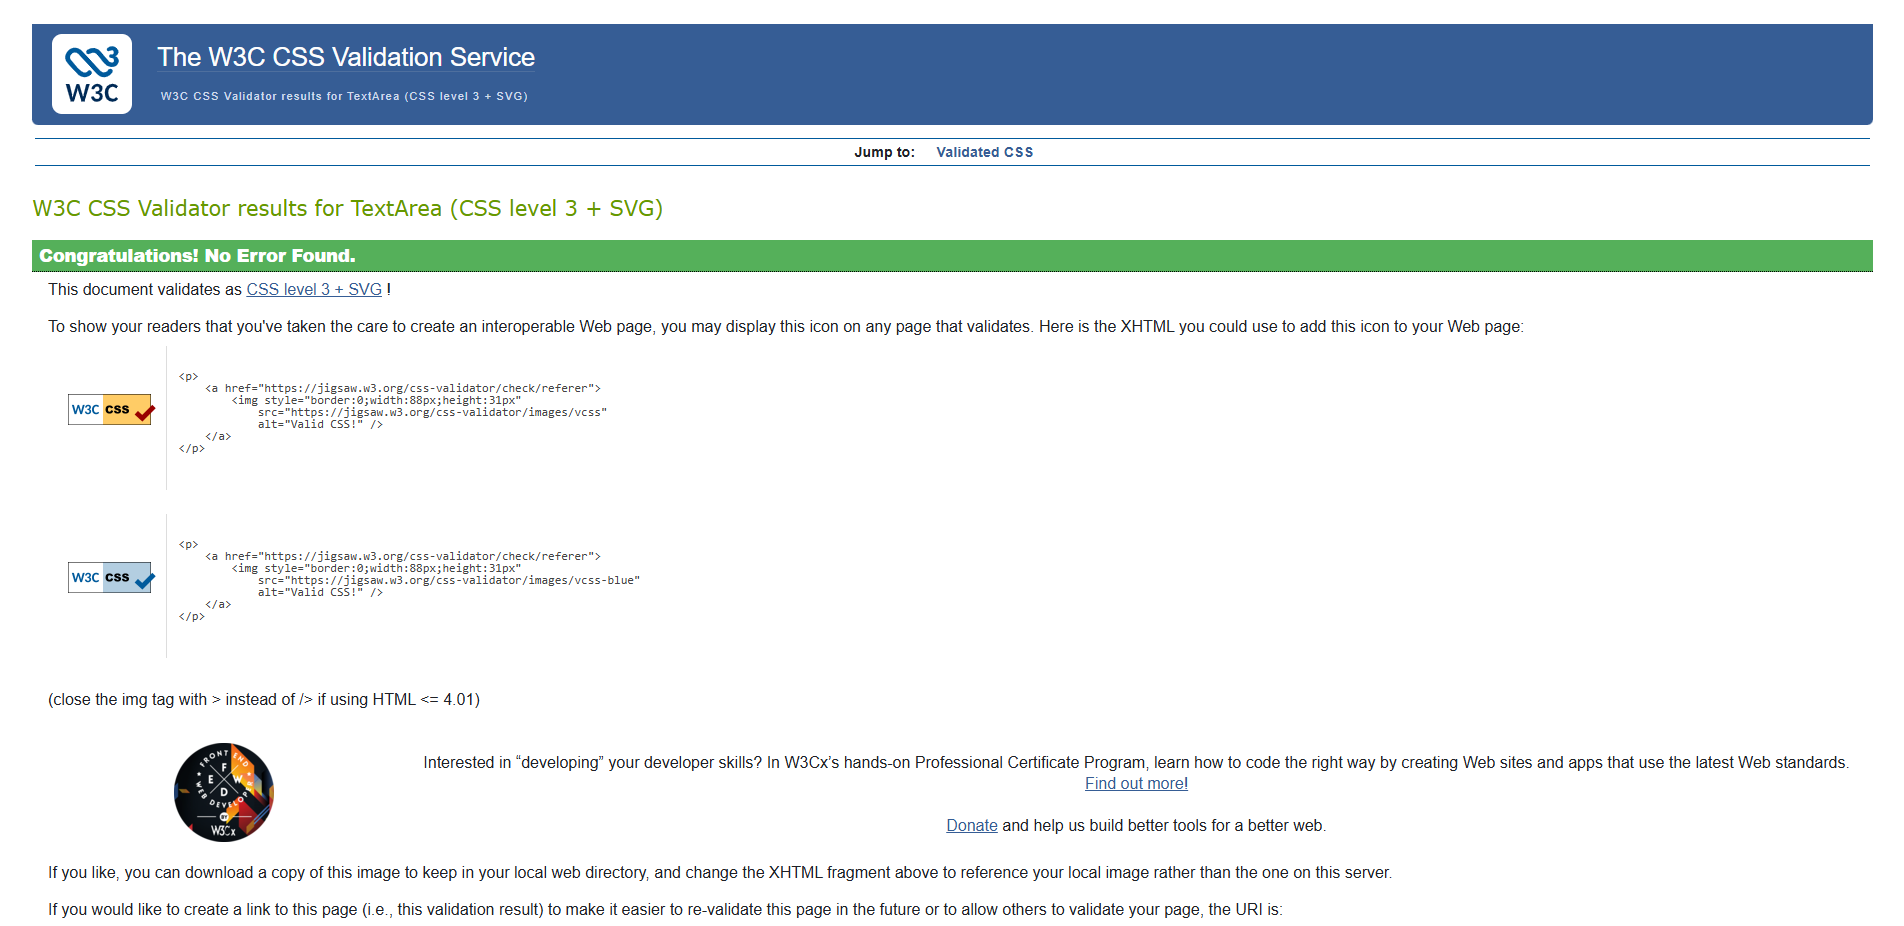 W3C
The W3C CSS Validation Service
W3C CSS Validator results for TextArea (CSS level 3 + SVG)
Jump to: Validated CSS
W3C CSS Validator results for TextArea (CSS level 3 + SVG)
Congratulations! No Error Found.
This document validates as CSS level 3 + SVG !
To show your readers that you've taken the care to create an interoperable Web page, you may display this icon on any page that validates. Here is the XHTML you could use to add this icon to your Web page:
W3C css
<p>
<a href="https://jigsaw.w3.org/css-validator/check/referer">
<img style="border:0;width:88px;height:31px"
src="https://jigsaw.w3.org/css-validator/images/vcss"
alt="Valid CSS!" />
</a>
</p>
W3C css
<p>
<a href="https://jigsaw.w3.org/css-validator/check/referer">
<img style="border:0;width:88px;height:31px"
src="https://jigsaw.w3.org/css-validator/images/vcss-blue"
alt="Valid CSS!" />
</a>
</p>
(close the img tag with > instead of /> if using HTML <= 4.01)
FRONT END
F
E W
D
WEB DEVELOPER
BY
W3Cx
Interested in “developing” your developer skills? In W3Cx’s hands-on Professional Certificate Program, learn how to code the right way by creating Web sites and apps that use the latest Web standards.
Find out more!
Donate and help us build better tools for a better web.
If you like, you can download a copy of this image to keep in your local web directory, and change the XHTML fragment above to reference your local image rather than the one on this server.
If you would like to create a link to this page (i.e., this validation result) to make it easier to re-validate this page in the future or to allow others to validate your page, the URI is: